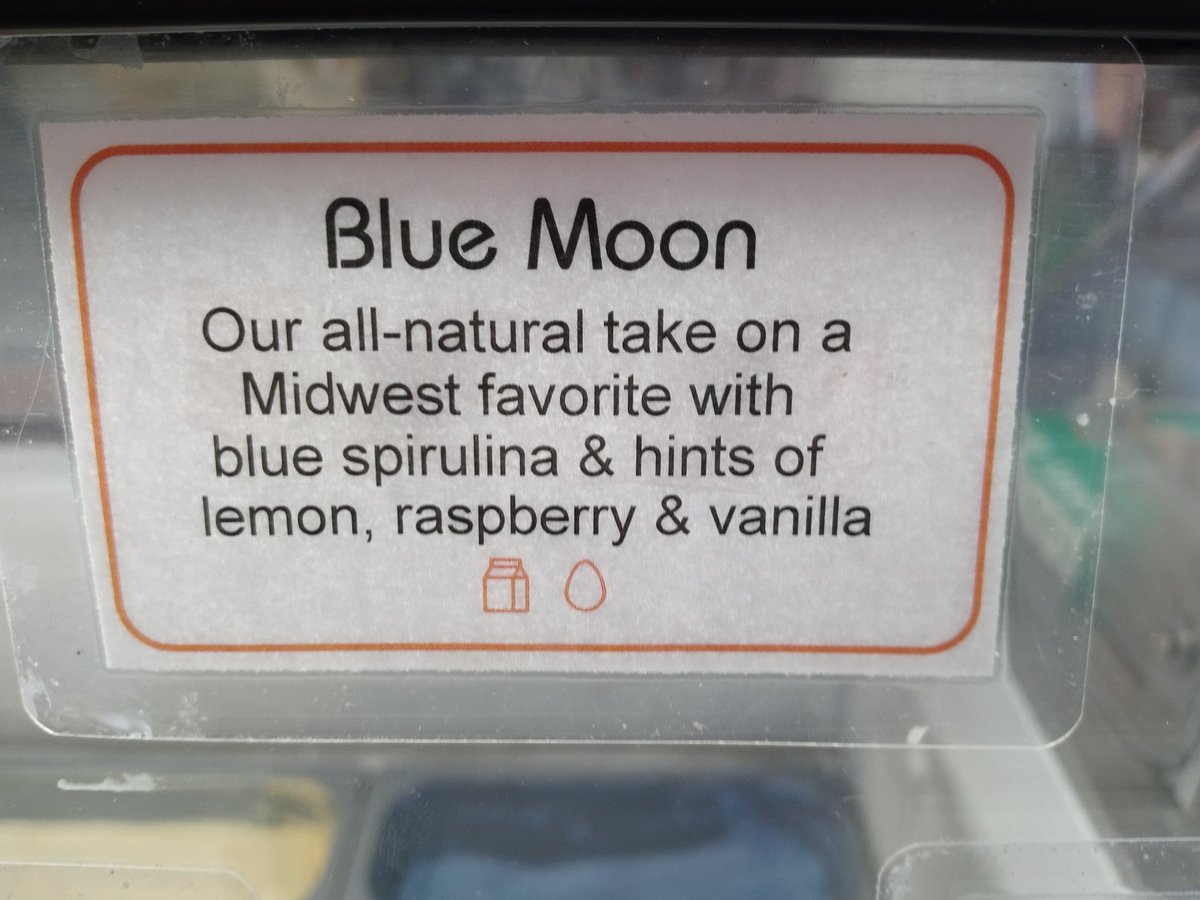 Blue Moon
Our all-natural take on a
Midwest favorite with
blue spirulina & hints of
lemon, raspberry & vanilla